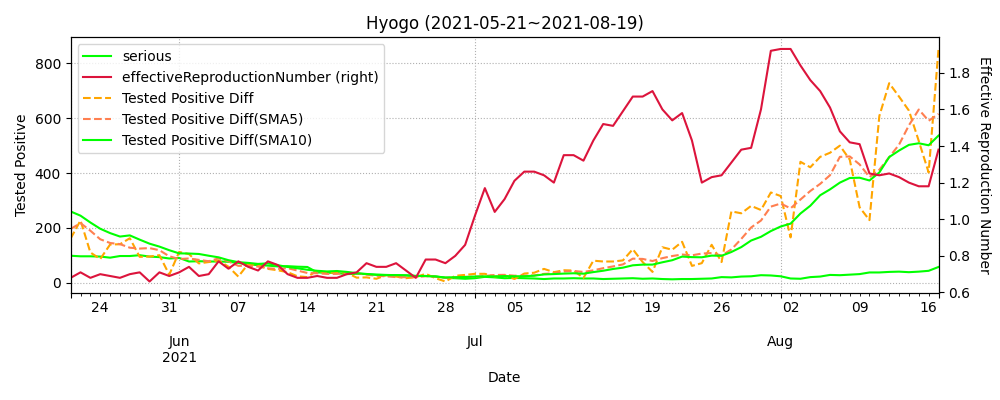 Hyogo (2021-05-21~2021-08-19)
serious
effectiveReproductionNumber (right)
Tested Positive Diff
Tested Positive Diff(SMA5)
Tested Positive Diff(SMA10)
Tested Positive
800
600
400
200
0
Effective Reproduction Number
1.8
1.6
1.4
1.2
1.0
0.8
0.6
24 31 07 14 21 28 05 12 19 26 02 09 16
Jun Jul Aug
2021
Date